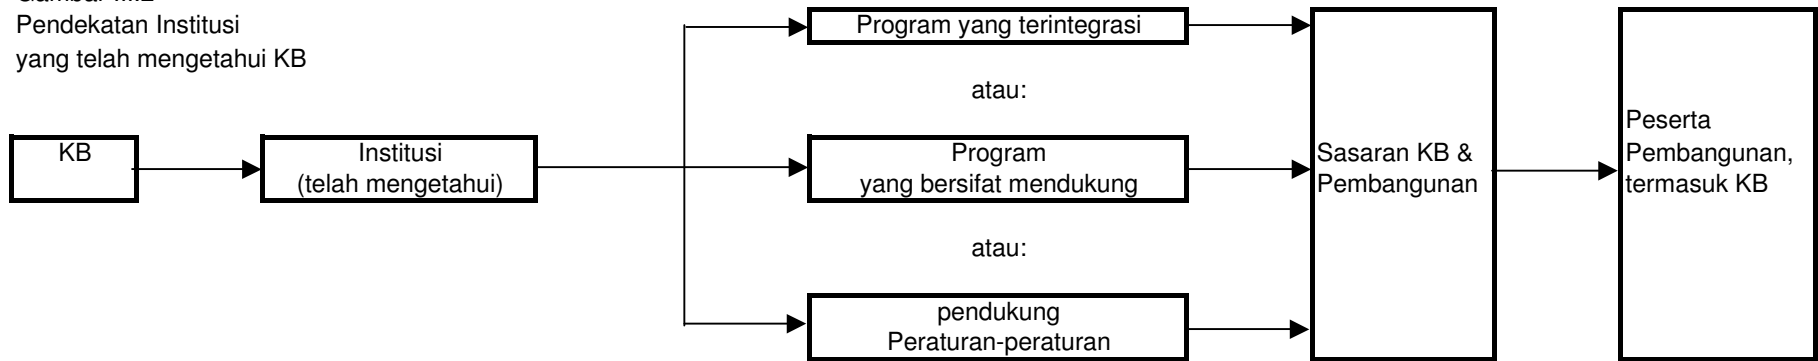 Pendekatan Institusi
yang telah mengetahui KB
KB
Institusi
(telah mengetahui)
Program yang terintegrasi
atau:
Program
yang bersifat mendukung
atau:
pendukung
Peraturan-peraturan
Sasaran KB &
Pembangunan
Peserta
Pembangunan,
termasuk KB